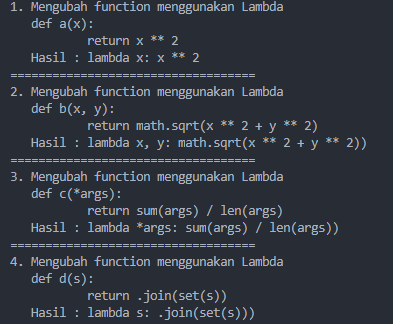 1. Mengubah function menggunakan Lambda
def a(x):
return x ** 2
Hasil : lambda x: x ** 2
===================================
2. Mengubah function menggunakan Lambda
def b(x, y):
return math.sqrt(x ** 2 + y ** 2)
Hasil : lambda x, y: math.sqrt(x ** 2 + y ** 2))
===================================
3. Mengubah function menggunakan Lambda
def c(*args):
return sum(args) / len(args)
Hasil : lambda *args: sum(args) / len(args))
===================================
4. Mengubah function menggunakan Lambda
def d(s):
return .join(set(s))
Hasil : lambda s: .join(set(s)))